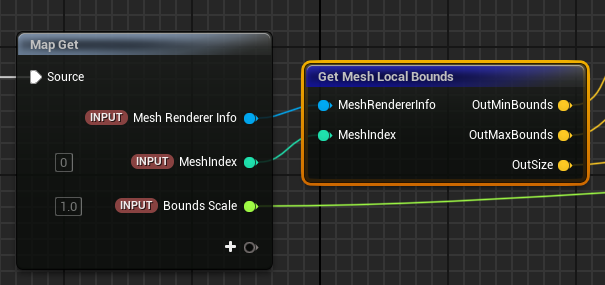 Map Get
Source
INPUT Mesh Renderer Info
0 INPUT MeshIndex
1.0 INPUT Bounds Scale
Get Mesh Local Bounds
MeshRendererInfo OutMinBounds
MeshIndex OutMaxBounds
OutSize